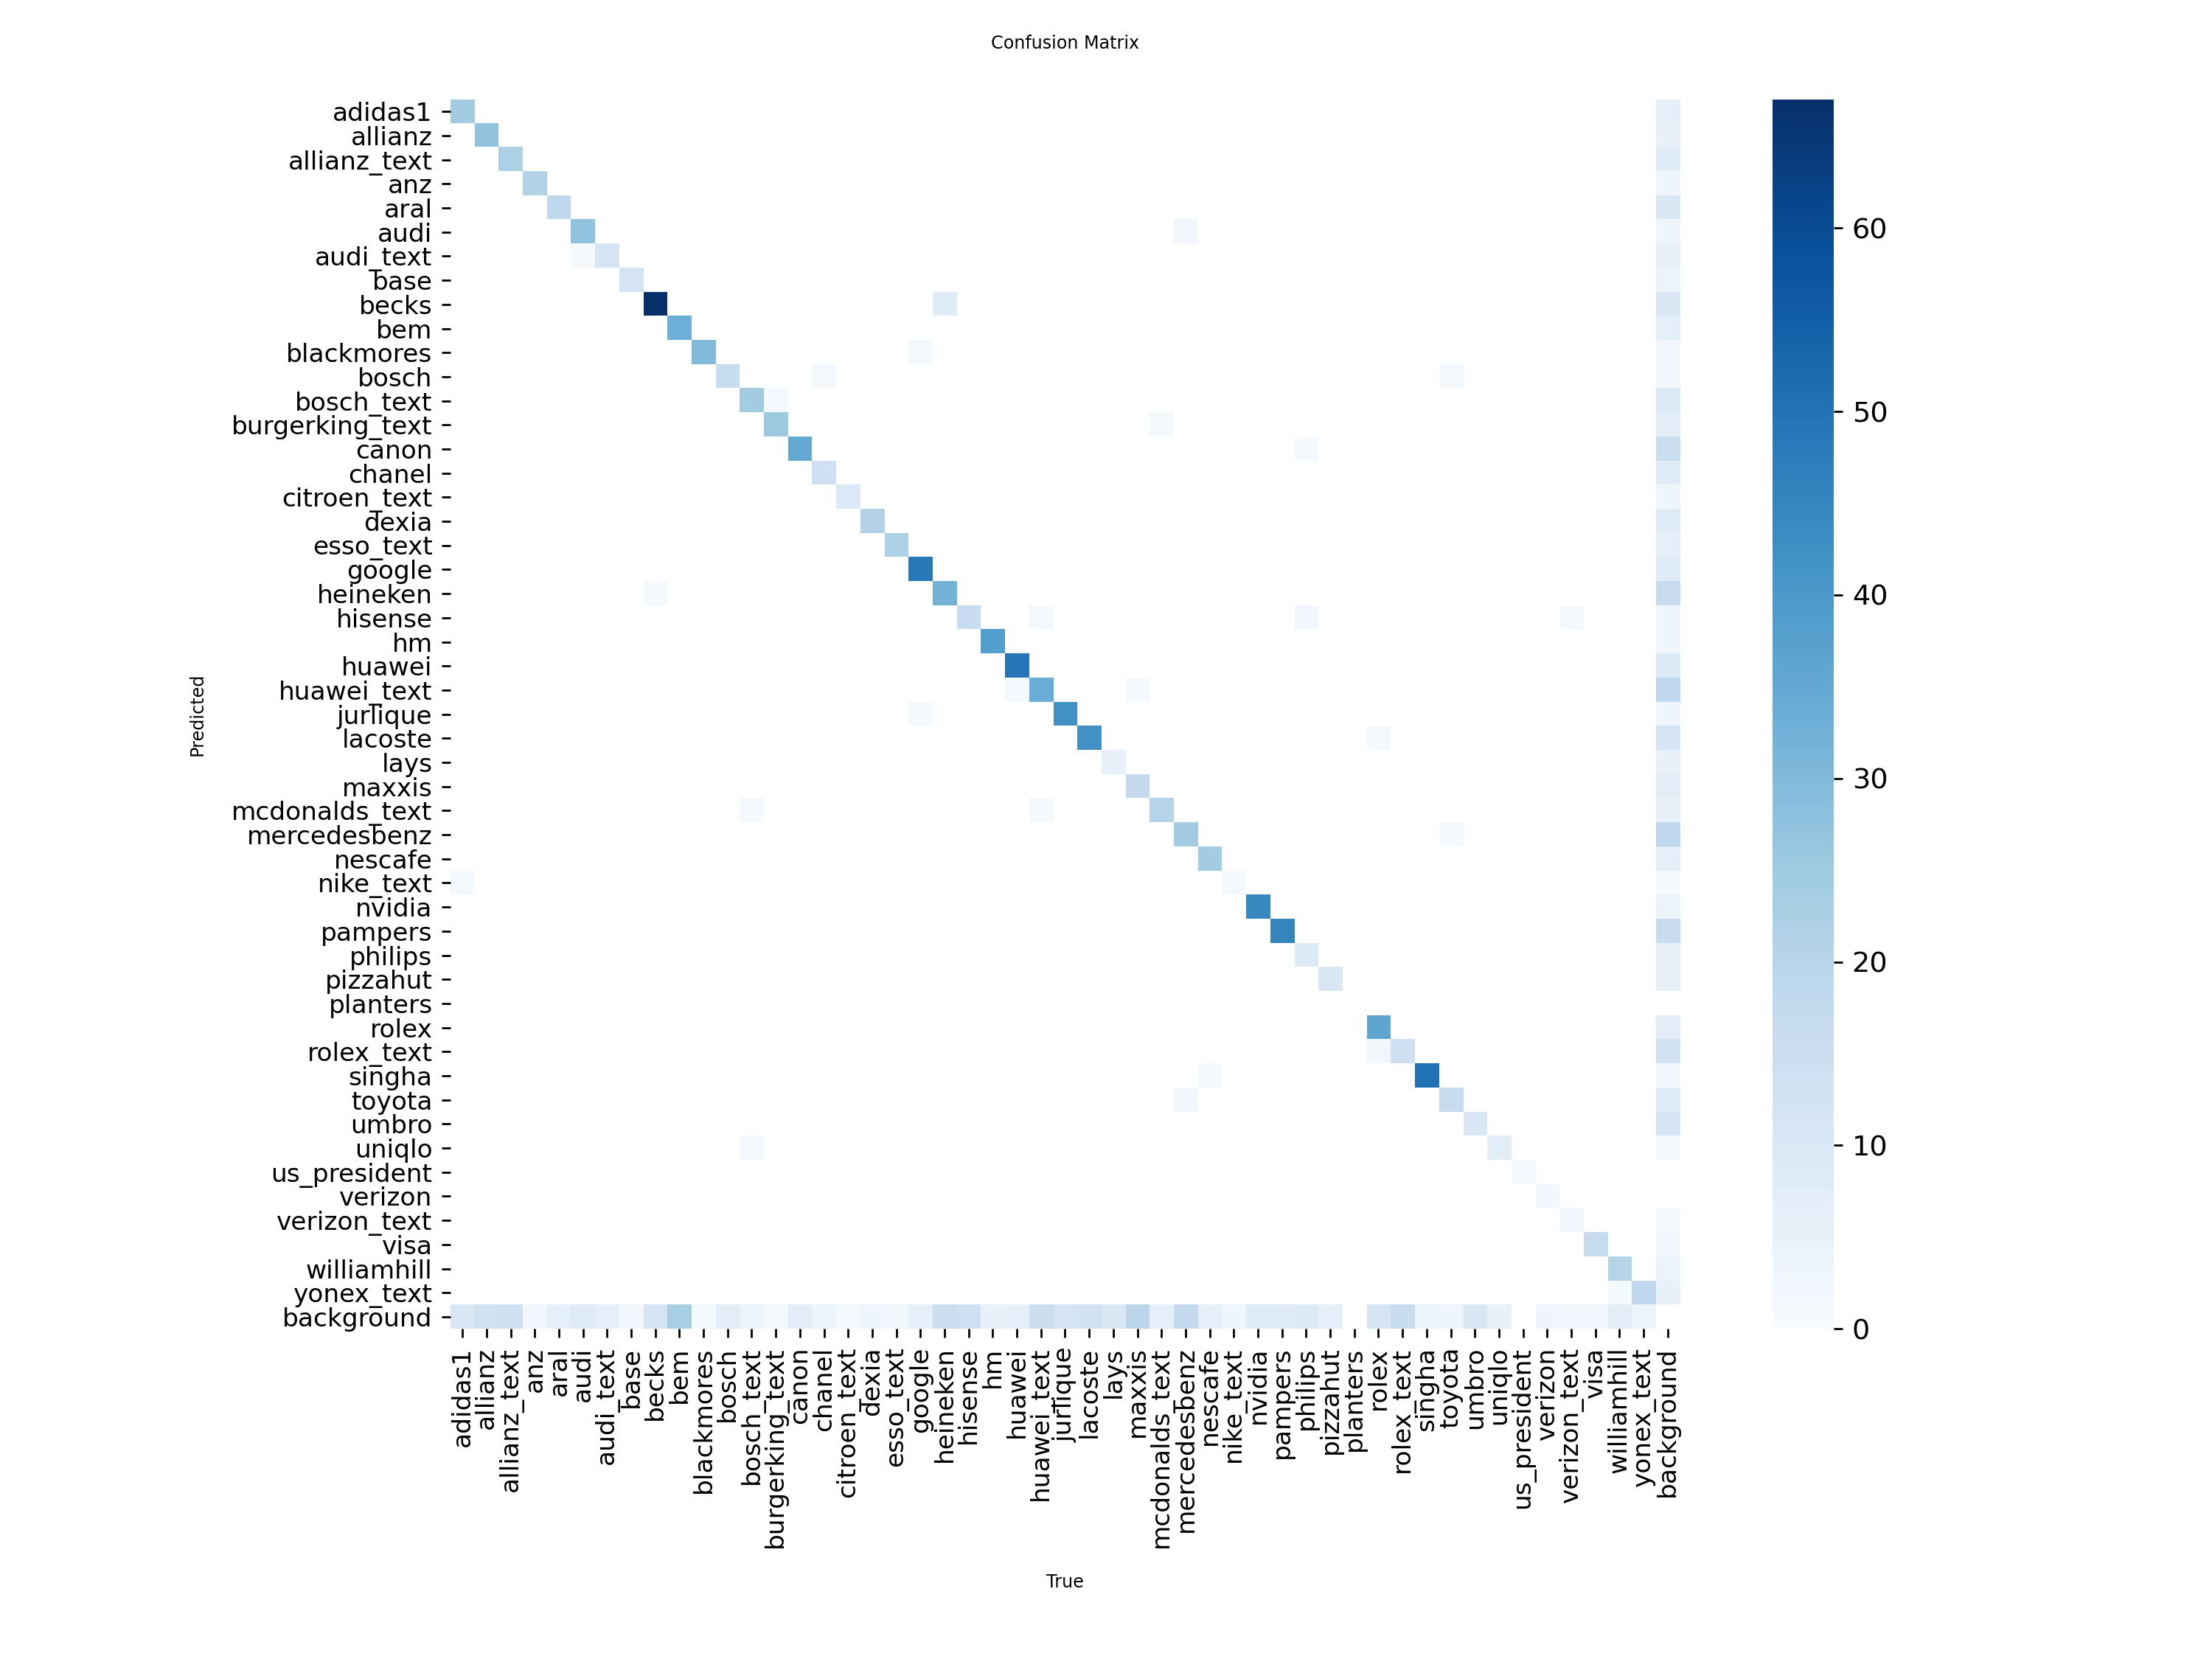 Confusion Matrix
adidas1
allianz
allianz_text
anz
aral
audi
audi_text
base
becks
bem
blackmores
bosch
bosch_text
burgerking_text
canon
chanel
citroen_text
dexia
esso_text
google
heineken
hisense
hm
huawei
huawei_text
jurlique
lacoste
lays
maxxis
mcdonalds_text
mercedesbenz
nescafe
nike_text
nvidia
pampers
philips
pizzahut
planters
rolex
rolex_text
singha
toyota
umbro
uniqlo
us_president
verizon
verizon_text
visa
williamhill
yonex_text
background
Predicted
adidas1
allianz
allianz_text
anz
aral
audi
audi_text
base
becks
bem
blackmores
bosch
bosch_text
burgerking_text
canon
chanel
citroen_text
dexia
esso_text
google
heineken
hisense
hm
huawei
huawei_text
jurlique
lacoste
lays
maxxis
mcdonalds_text
mercedesbenz
nescafe
nike_text
nvidia
pampers
philips
pizzahut
planters
rolex
rolex_text
singha
toyota
umbro
uniqlo
us_president
verizon
verizon_text
visa
williamhill
yonex_text
background
True
60
50
40
30
20
10
0